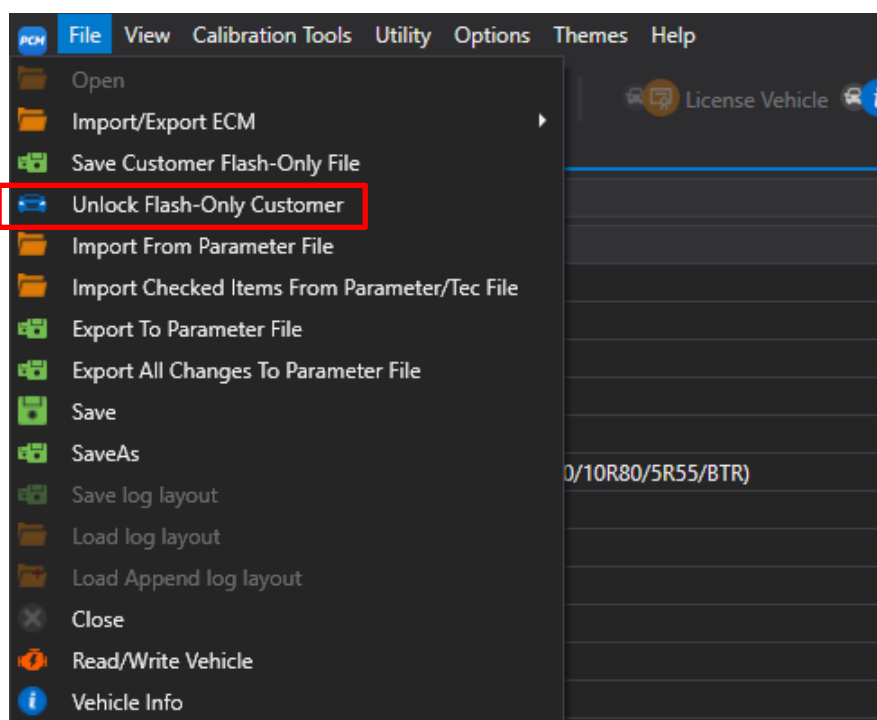 PCM File View Calibration Tools Utility Options Themes Help
Open
License Vehicle
Import/Export ECM
Save Customer Flash-Only File
Unlock Flash-Only Customer
Import From Parameter File
Import Checked Items From Parameter/Tec File
Export To Parameter File
Export All Changes To Parameter File
Save
SaveAs
0/10R80/5R55/BTR)
Save log layout
Load log layout
Load Append log layout
Close
Read/Write Vehicle
Vehicle Info